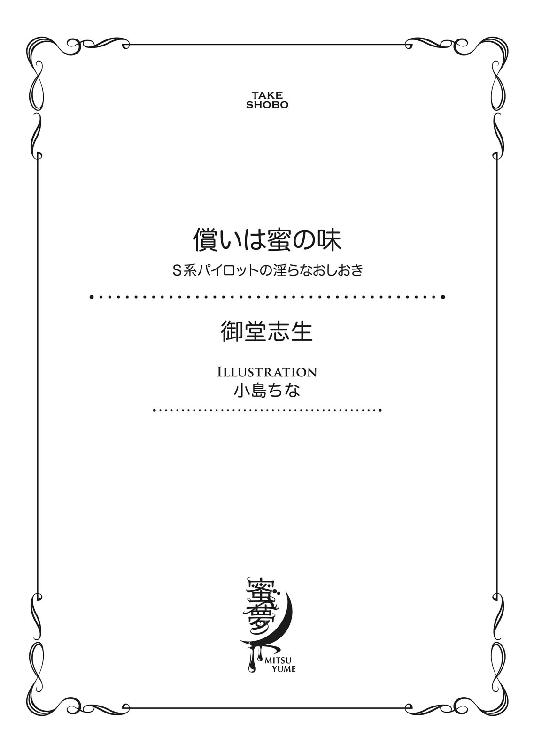 TAKE
SHOBO
償いは蜜の味
S系パイロットの淫らなおしおき
御堂志生
ILLUSTRATION
小島ちな
蜜夢
MITSU
YUME